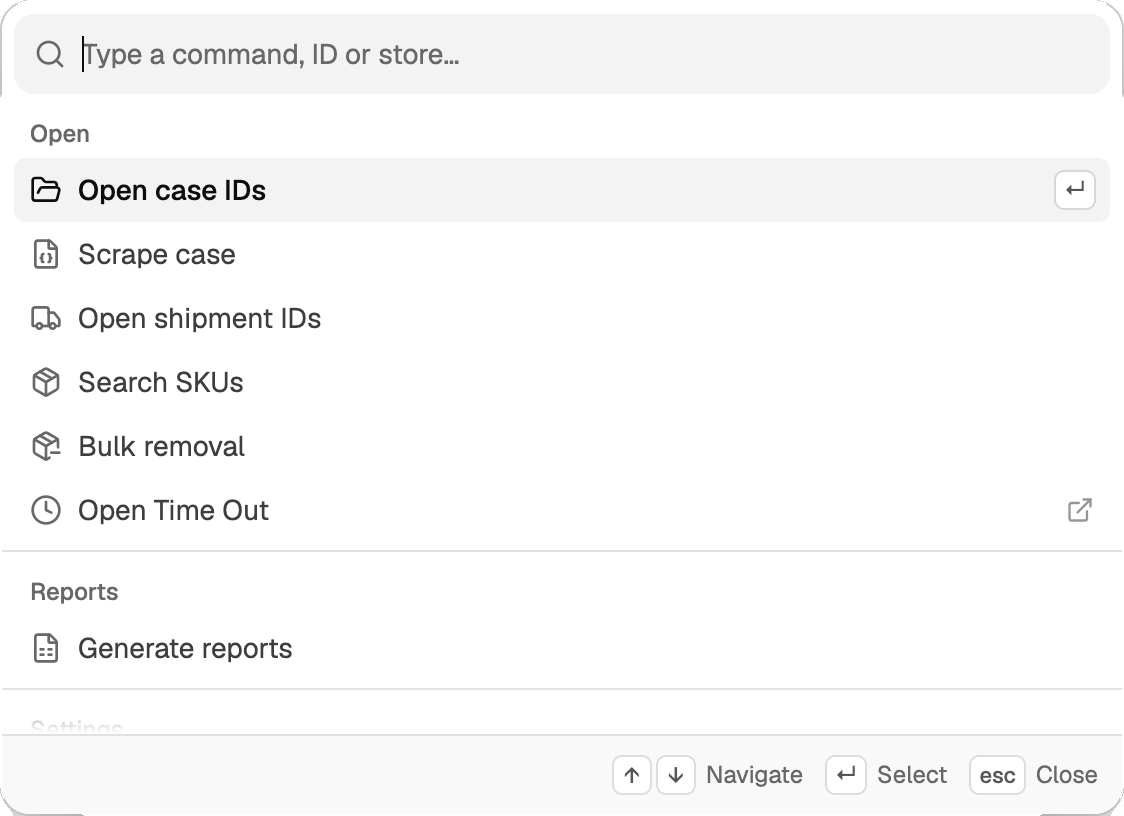 Type a command, ID or store...
Open
Open case IDs
Scrape case
Open shipment IDs
Search SKUs
Bulk removal
Open Time Out
Reports
Generate reports
Settings
Navigate Select esc Close